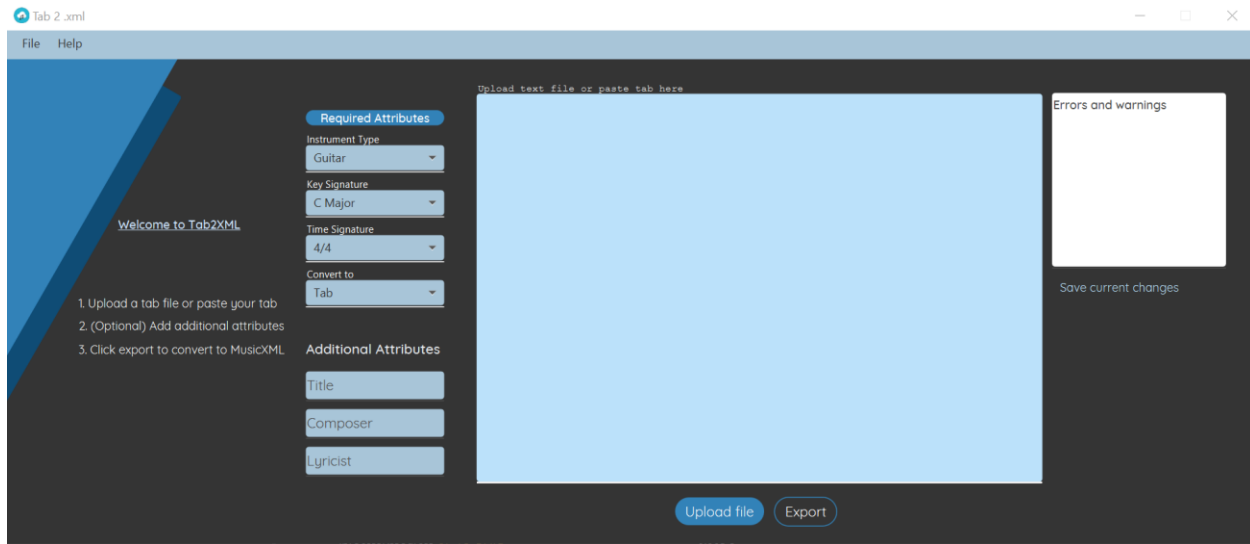 Tab 2 .xml
File Help
Welcome to Tab2XML
1. Upload a tab file or paste your tab
2. (Optional) Add additional attributes
3. Click export to convert to MusicXML
Required Attributes
Instrument Type
Guitar
Key Signature
C Major
Time Signature
4/4
Convert to
Tab
Additional Attributes
Title
Composer
Lyricist
Upload text file or paste tab here
Upload file
Export
Errors and warnings
Save current changes